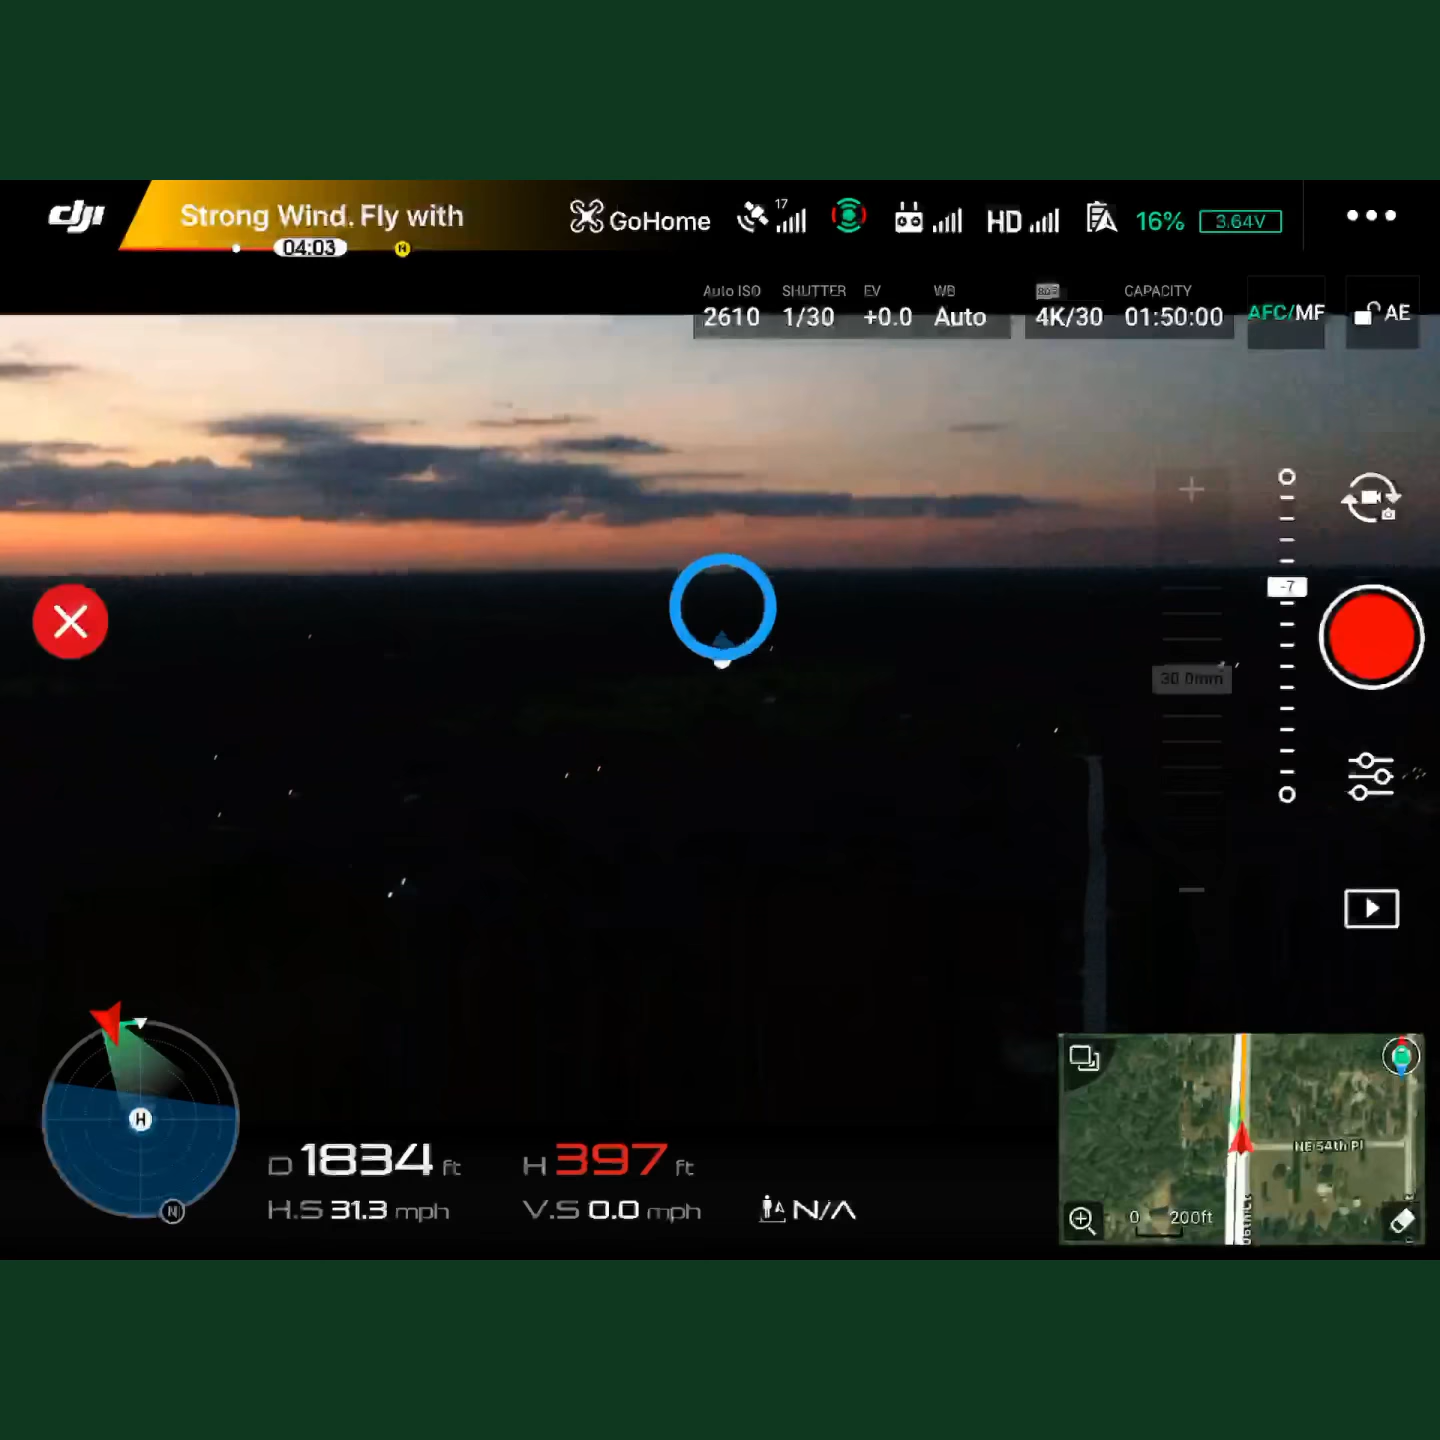 dji
Strong Wind. Fly with
GoHome
17
HD
16%
3.64V
04:03
H
Auto ISO
2610
SHUTTER
1/30
EV
+0.0
WB
Auto
4K/30
CAPACITY
01:50:00
AFC/MF
AE
-7
30.0mm
H
N
D 1834 ft
H 397 ft
H.S 31.3 mph
V.S 0.0 mph
N/A
NE 54th Pl
0
200ft